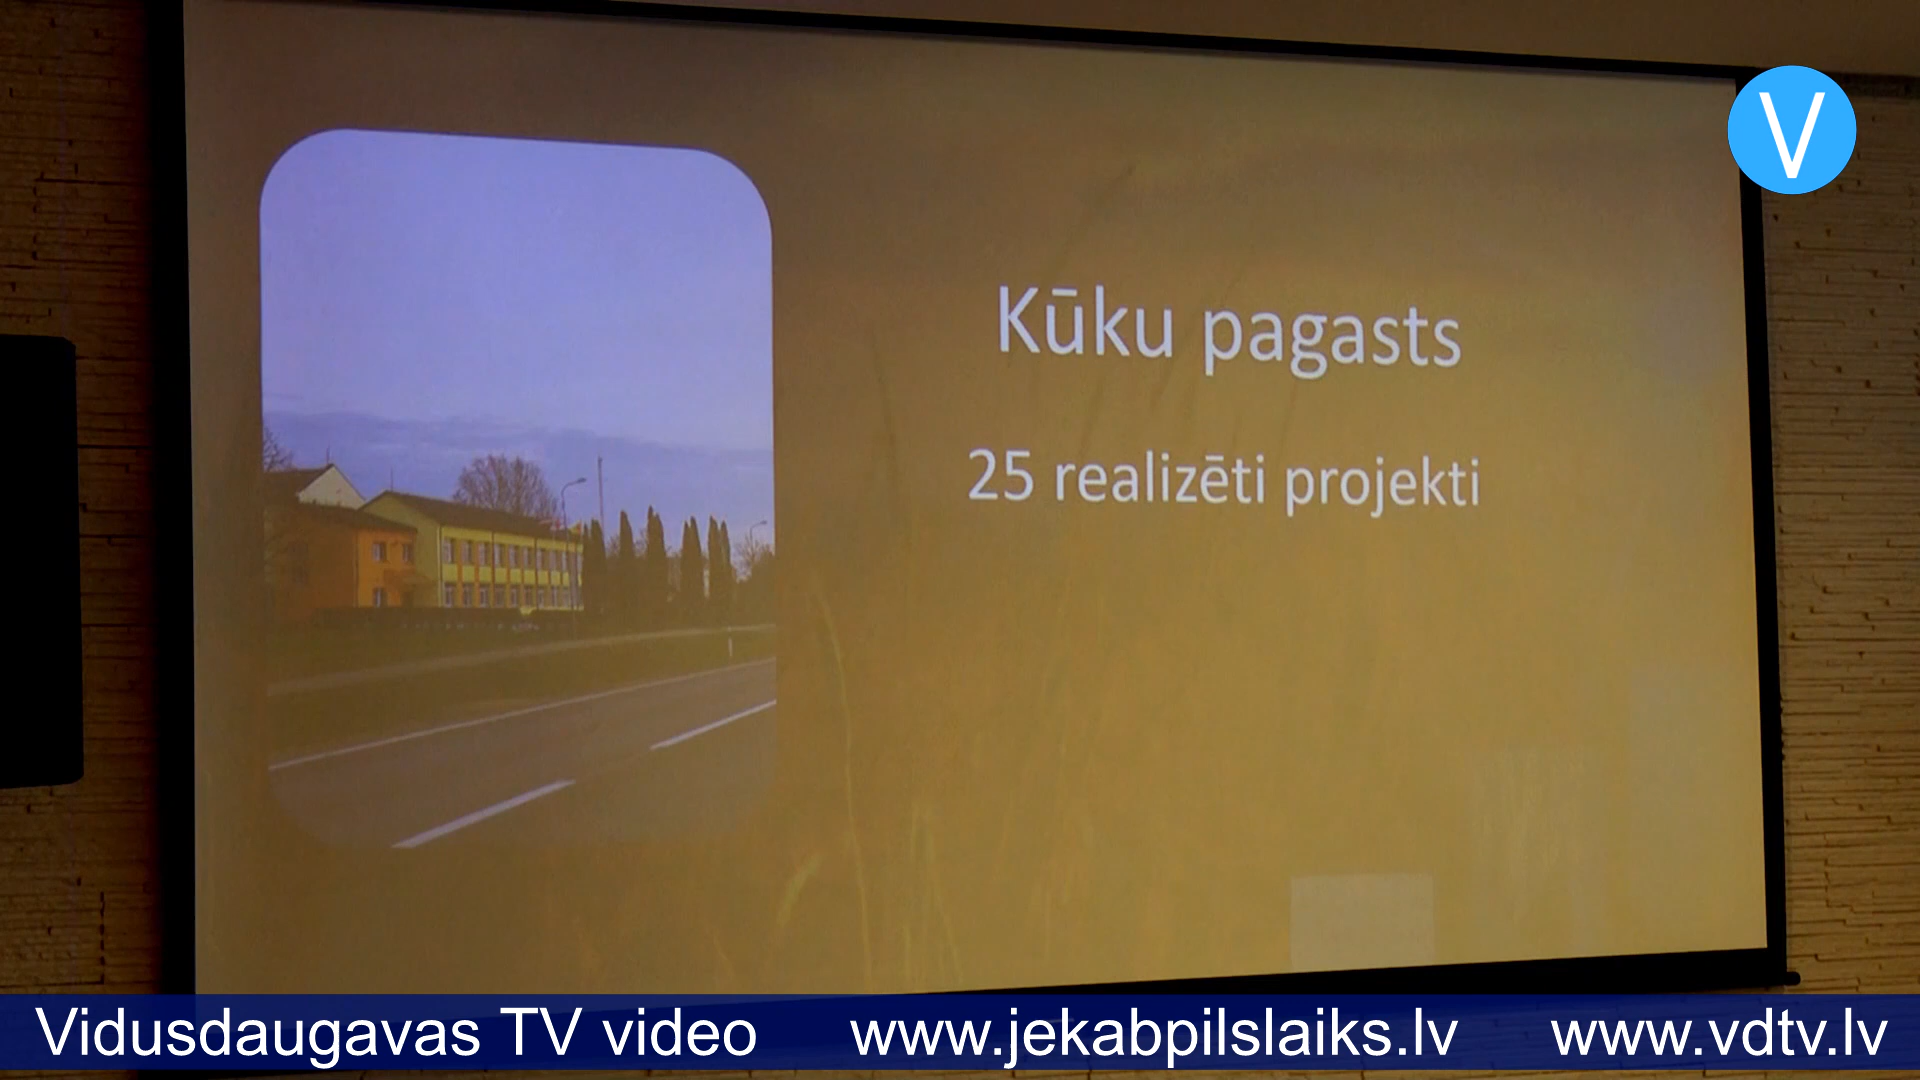 V
Kūku pagasts
25 realizēti projekti
Vidusdaugavas TV video www.jekabpilslaiks.lv www.vdtv.lv